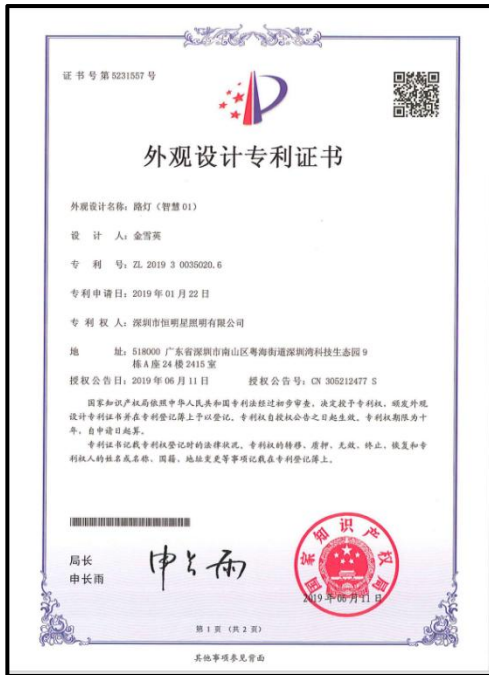 证书号第5231557号
外观设计专利证书
外观设计名称：路灯（智慧01）
设计人：金雪英
专利号：ZL 2019 3 0035020.6
专利申请日：2019年01月22日
专利权人：深圳市恒明星照明有限公司
地址：518000 广东省深圳市南山区粤海街道深圳湾科技生态园9
栋A座24楼2415室
授权公告日：2019年06月11日 授权公告号：CN 305212477 S
国家知识产权局依照中华人民共和国专利法经过初步审查，决定授予专利权，颁发外观
设计专利证书并在专利登记簿上予以登记。专利权自授权公告之日起生效。专利权期限为十
年，自申请日起算。
专利证书记载专利权登记时的法律状况。专利权的转移、质押、无效、终止、恢复和专
利权人的姓名或名称、国籍、地址变更等事项记载在专利登记簿上。
局长
申长雨
申长雨
国家知识产权局
2019年06月11日
第1页（共2页）
其他事项参见背面